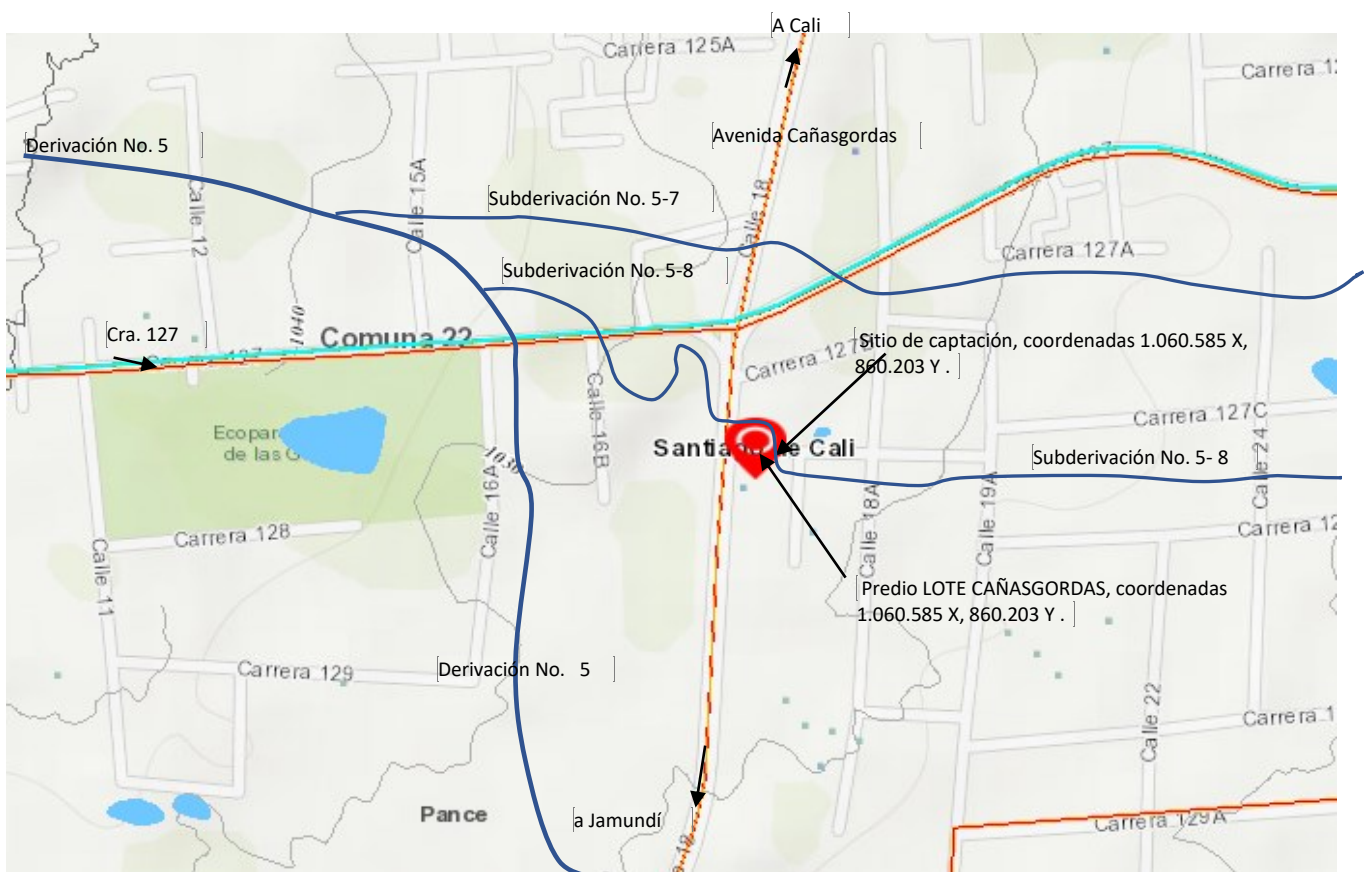 A Cali
Carrera 125A
Avenida Cañasgordas
Derivación No. 5
Calle 12
Calle 15A
Subderivación No. 5-7
Calle 18
Carrera 127A
Subderivación No. 5-8
1040
Cra. 127
Comuna 22
Sitio de captación, coordenadas 1.060.585 X,
860.203 Y .
Carrera 127B
Calle 16B
Carrera 127C
Santiago de Cali
Subderivación No. 5- 8
Calle 24 C
1030
Calle 16A
Calle 18A
Calle 19A
Carrera 128
Calle 11
Predio LOTE CAÑASGORDAS, coordenadas
1.060.585 X, 860.203 Y .
Carrera 129
Derivación No. 5
Calle 22
Pance
a Jamundí
Carrera 129A